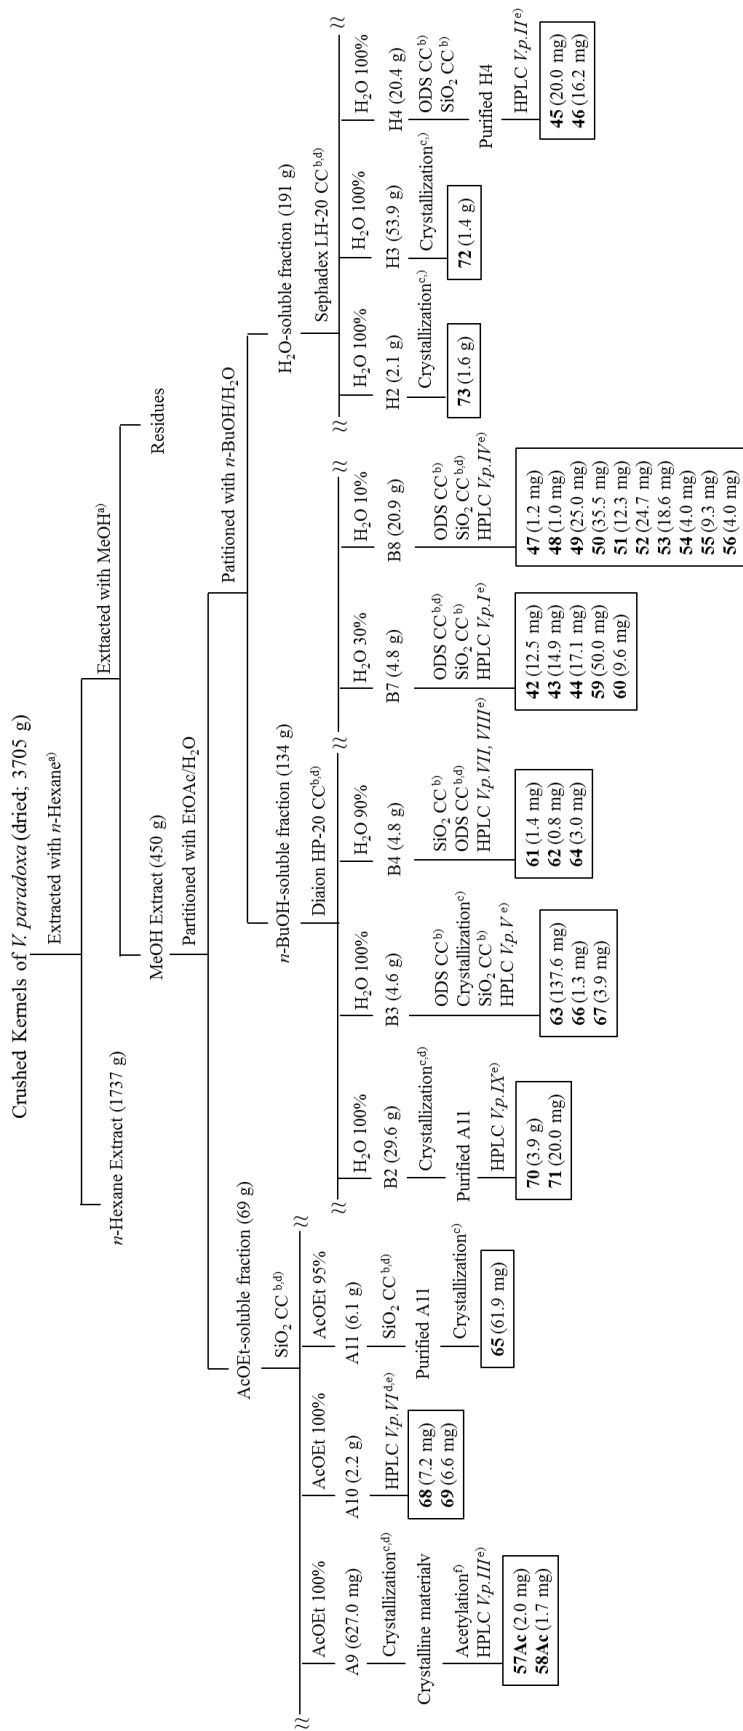 Crushed Kernels of V. paradoxa (dried; 3705 g)
Extracted with n-Hexane a)
n-Hexane Extract (1737 g)
Exttacted with MeOH a)
MeOH Extract (450 g)
Residues
Partitioned with EtOAc/H2O
AcOEt-soluble fraction (69 g)
Patitioned with n-BuOH/H2O
SiO2 CC b,d)
n-BuOH-soluble fraction (134 g)
H2O-soluble fraction (191 g)
Diaion HP-20 CC b,d)
Sephadex LH-20 CC b,d)
AcOEt 100%
A9 (627.0 mg)
Crystallization c,d)
Crystalline materialv
Acetylation f)
HPLC V.p.III e)
57Ac (2.0 mg)
58Ac (1.7 mg)
AcOEt 100%
A10 (2.2 g)
HPLC V.p.VI d,e)
68 (7.2 mg)
69 (6.6 mg)
AcOEt 95%
A11 (6.1 g)
SiO2 CC b,d)
Purified A11
Crystallization c)
65 (61.9 mg)
H2O 100%
B2 (29.6 g)
Crystallization c,d)
Purified A11
HPLC V.p.IX e)
70 (3.9 g)
71 (20.0 mg)
H2O 100%
B3 (4.6 g)
ODS CC b)
Crystallization c)
SiO2 CC b)
HPLC V.p.V e)
63 (137.6 mg)
66 (1.3 mg)
67 (3.9 mg)
H2O 90%
B4 (4.8 g)
SiO2 CC b)
ODS CC b,d)
HPLC V.p.VII, VIII e)
61 (1.4 mg)
62 (0.8 mg)
64 (3.0 mg)
H2O 30%
B7 (4.8 g)
ODS CC b,d)
SiO2 CC b)
HPLC V.p.I e)
42 (12.5 mg)
43 (14.9 mg)
44 (17.1 mg)
59 (50.0 mg)
60 (9.6 mg)
H2O 10%
B8 (20.9 g)
ODS CC b)
SiO2 CC b,d)
HPLC V.p.IV e)
47 (1.2 mg)
48 (1.0 mg)
49 (25.0 mg)
50 (35.5 mg)
51 (12.3 mg)
52 (24.7 mg)
53 (18.6 mg)
54 (4.0 mg)
55 (9.3 mg)
56 (4.0 mg)
H2O 100%
H2 (2.1 g)
Crystallization c,)
73 (1.6 g)
H2O 100%
H3 (53.9 g)
Crystallization c,)
72 (1.4 g)
H2O 100%
H4 (20.4 g)
ODS CC b)
SiO2 CC b)
Purified H4
HPLC V.p.II e)
45 (20.0 mg)
46 (16.2 mg)